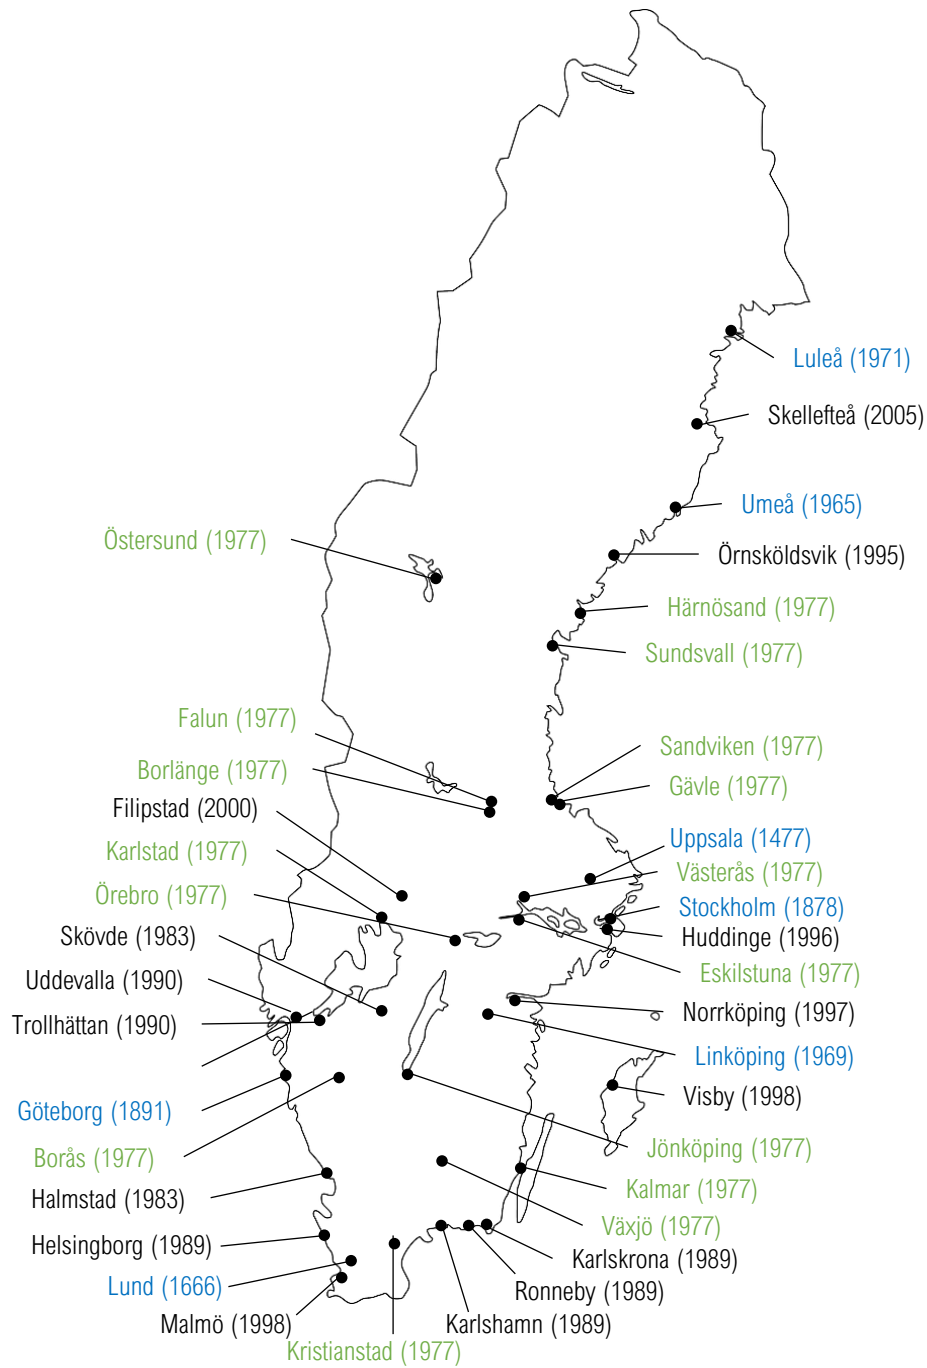 Luleå (1971)
Skellefteå (2005)
Umeå (1965)
Östersund (1977)
Örnsköldsvik (1995)
Härnösand (1977)
Sundsvall (1977)
Falun (1977)
Sandviken (1977)
Borlänge (1977)
Gävle (1977)
Filipstad (2000)
Uppsala (1477)
Karlstad (1977)
Västerås (1977)
Örebro (1977)
Stockholm (1878)
Skövde (1983)
Huddinge (1996)
Eskilstuna (1977)
Uddevalla (1990)
Norrköping (1997)
Trollhättan (1990)
Linköping (1969)
Visby (1998)
Göteborg (1891)
Jönköping (1977)
Borås (1977)
Kalmar (1977)
Halmstad (1983)
Växjö (1977)
Helsingborg (1989)
Karlskrona (1989)
Lund (1666)
Ronneby (1989)
Malmö (1998)
Karlshamn (1989)
Kristianstad (1977)